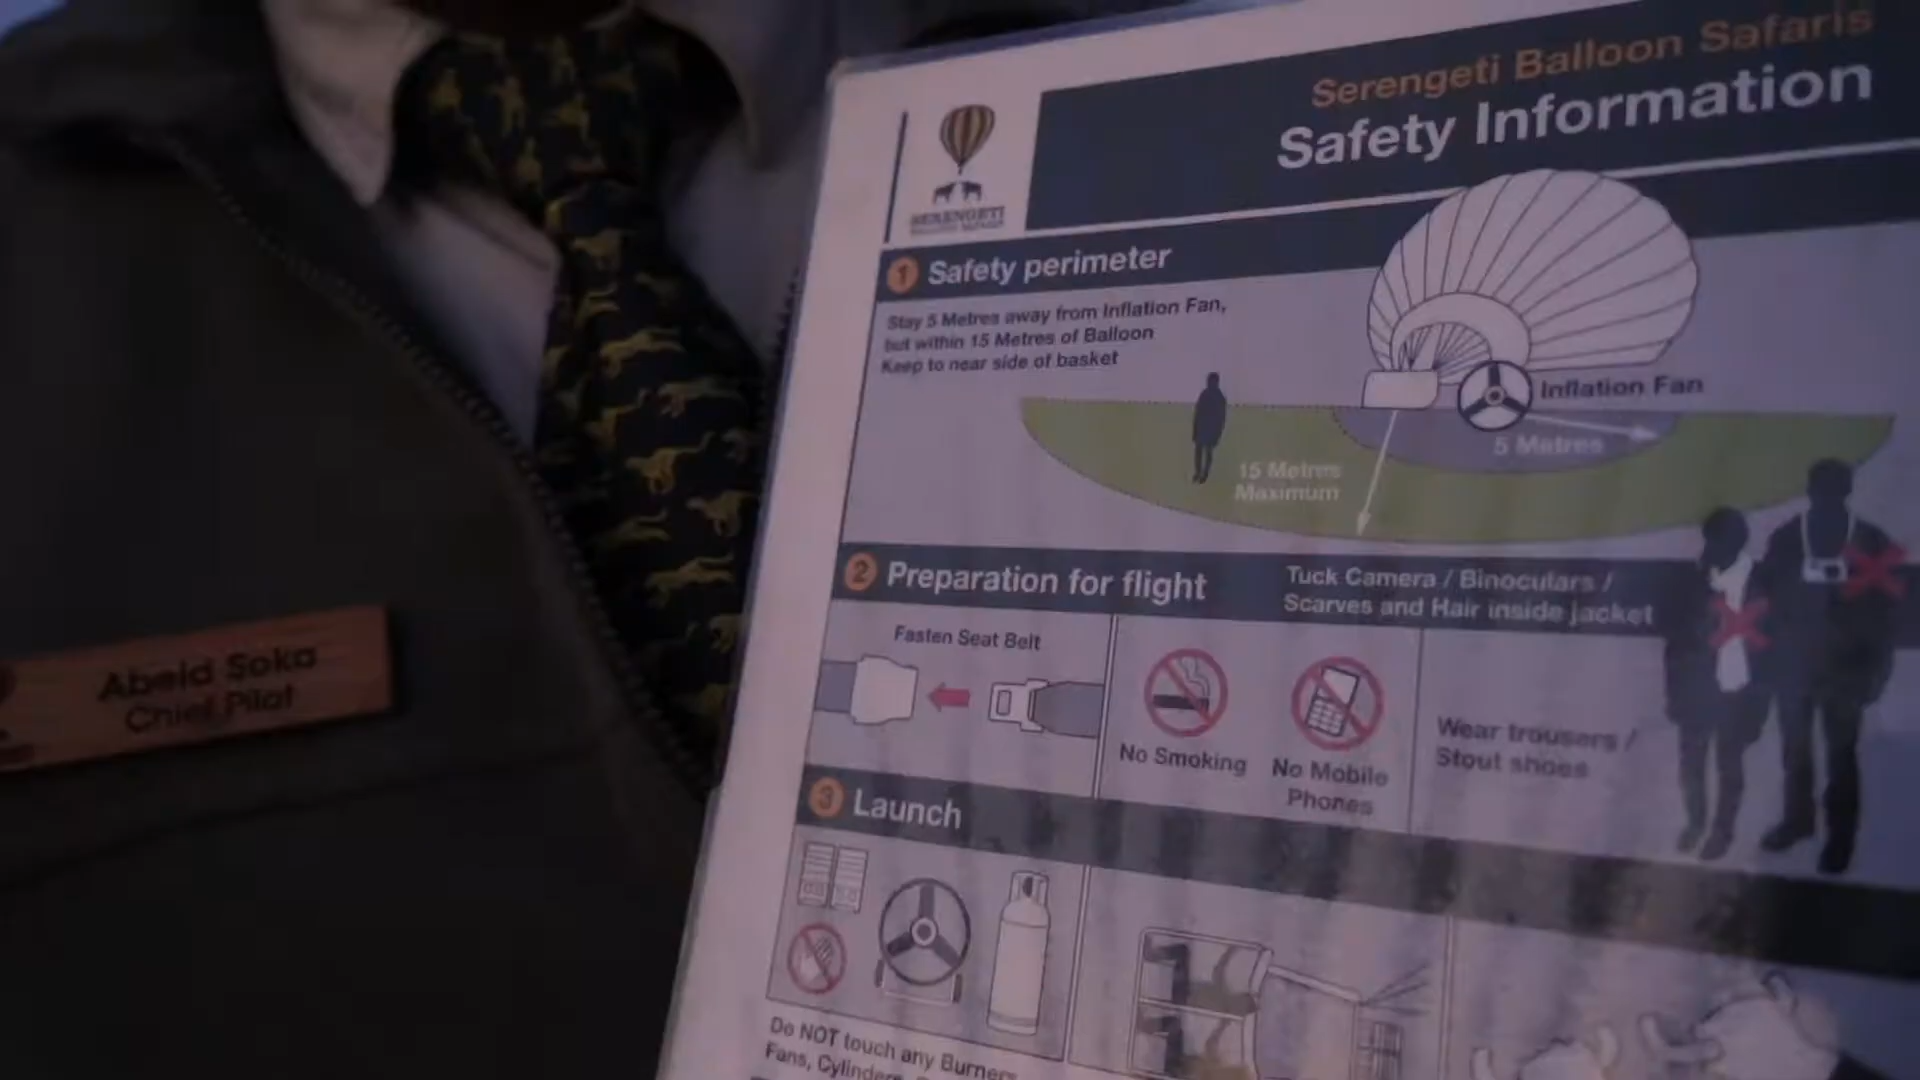 Serengeti Balloon Safaris
Safety Information
SERENGETI
1 Safety perimeter
Stay 5 Metres away from Inflation Fan,
but within 15 Metres of Balloon
Keep to near side of basket
Inflation Fan
5 Metres
15 Metres
Maximum
2 Preparation for flight
Tuck Camera / Binoculars /
Scarves and Hair inside jacket
Fasten Seat Belt
No Smoking
No Mobile
Phones
Wear trousers /
Stout shoes
Abeid Soka
Chief Pilot
3 Launch
Do NOT touch any Burners
Fans,